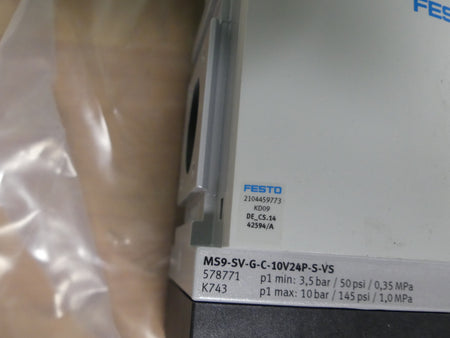 FES
FESTO
2104459773
KD09
DE_CS.14
42594/A
MS9-SV-G-C-10V24P-S-VS
578771 p1 min: 3,5 bar / 50 psi / 0,35 MPa
K743 p1 max: 10 bar / 145 psi / 1,0 MPa